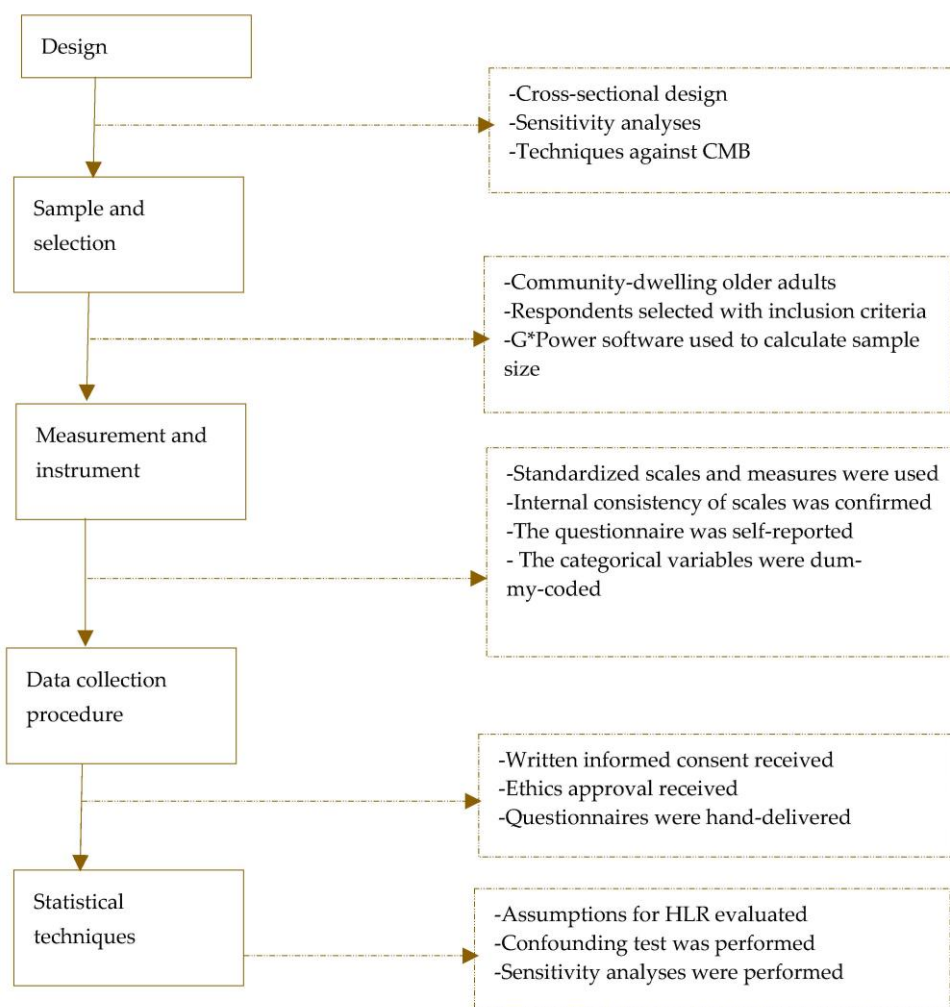 Design
-Cross-sectional design
-Sensitivity analyses
-Techniques against CMB
Sample and
selection
-Community-dwelling older adults
-Respondents selected with inclusion criteria
-G*Power software used to calculate sample
size
Measurement and
instrument
-Standardized scales and measures were used
-Internal consistency of scales was confirmed
-The questionnaire was self-reported
- The categorical variables were dum-
my-coded
Data collection
procedure
-Written informed consent received
-Ethics approval received
-Questionnaires were hand-delivered
Statistical
techniques
-Assumptions for HLR evaluated
-Confounding test was performed
-Sensitivity analyses were performed